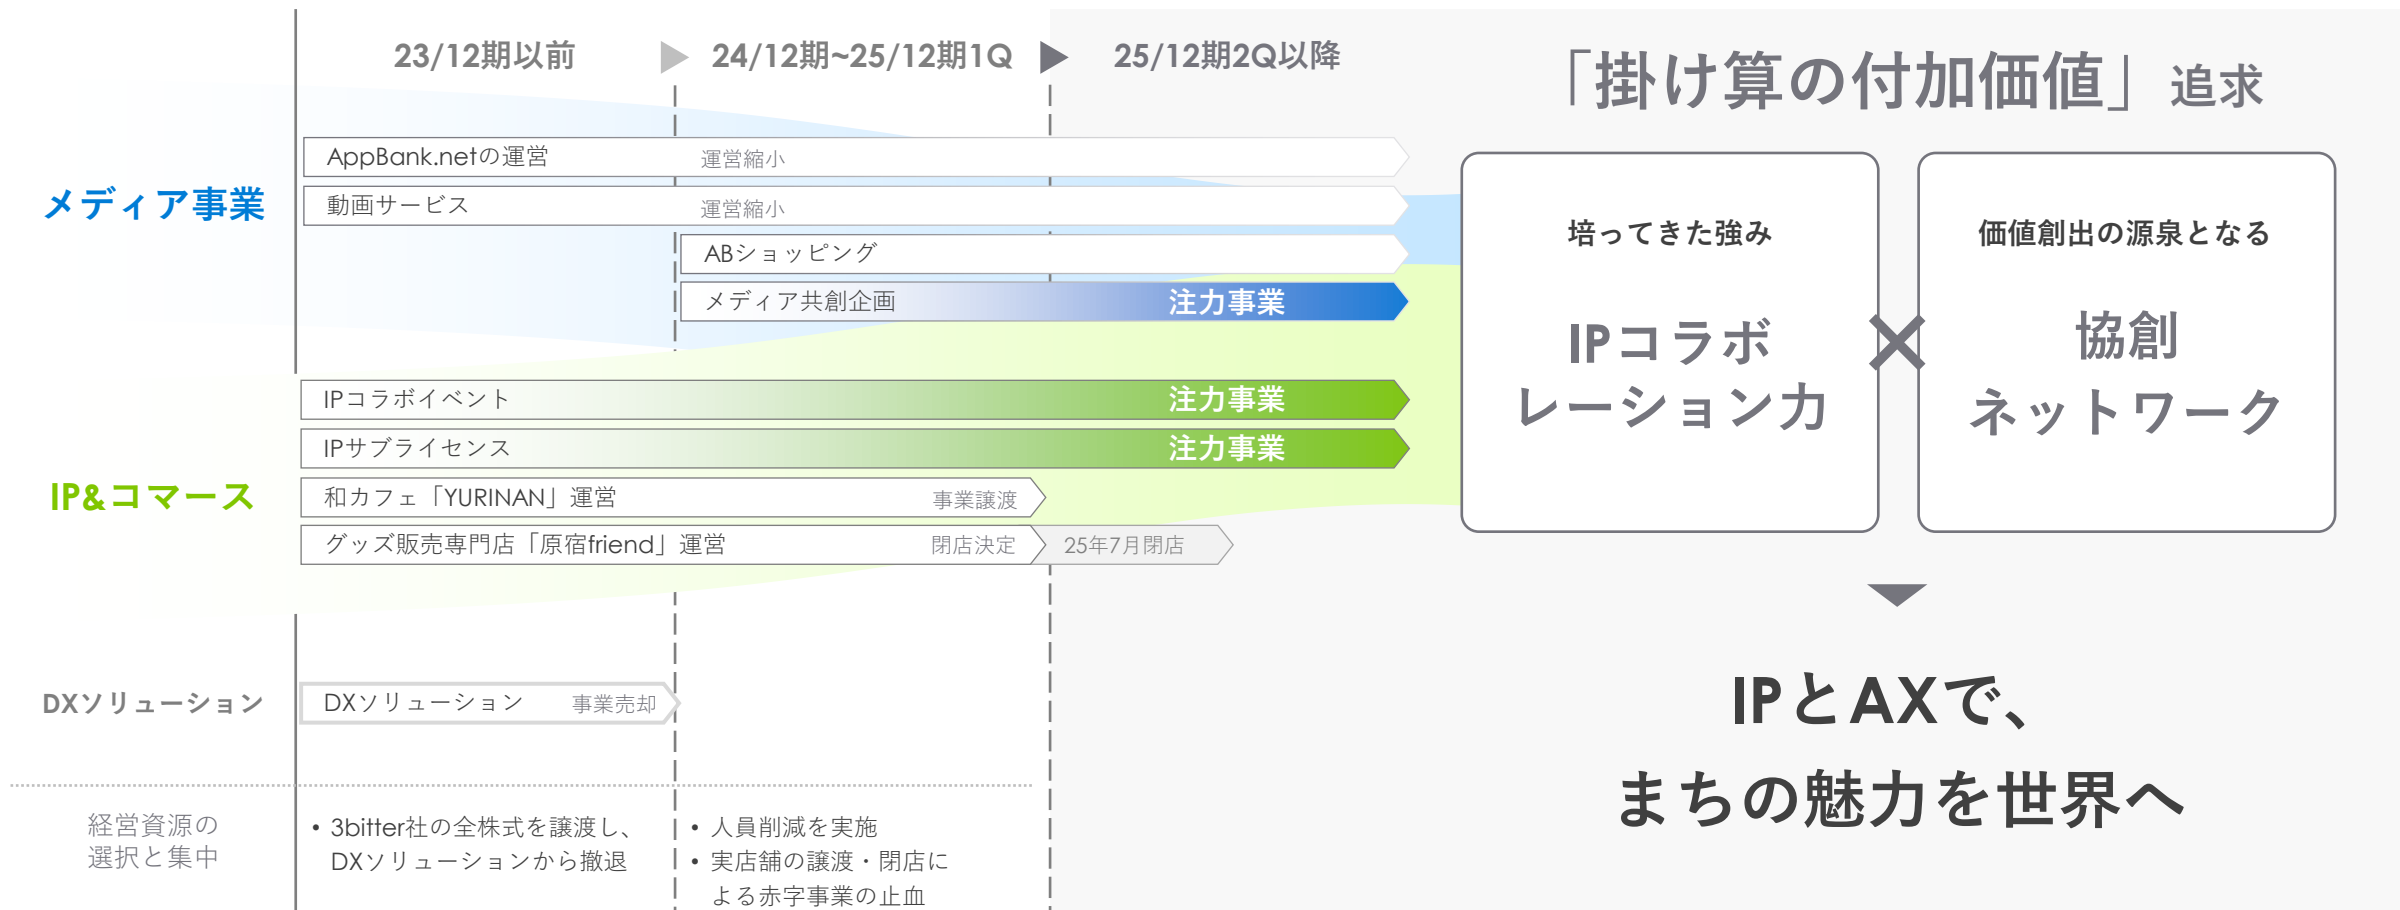 23/12期以前
24/12期~25/12期1Q
25/12期2Q以降
メディア事業
AppBank.netの運営
運営縮小
動画サービス
運営縮小
ABショッピング
メディア共創企画
注力事業
IP&コマース
IPコラボイベント
注力事業
IPサブライセンス
注力事業
和カフェ「YURINAN」運営
事業譲渡
グッズ販売専門店「原宿friend」運営
閉店決定
25年7月閉店
DXソリューション
DXソリューション
事業売却
経営資源の
選択と集中
• 3bitter社の全株式を譲渡し、
DXソリューションから撤退
• 人員削減を実施
• 実店舗の譲渡・閉店に
よる赤字事業の止血
「掛け算の付加価値」追求
培ってきた強み
IPコラボ
レーション力
×
価値創出の源泉となる
協創
ネットワーク
IPとAXで、
まちの魅力を世界へ